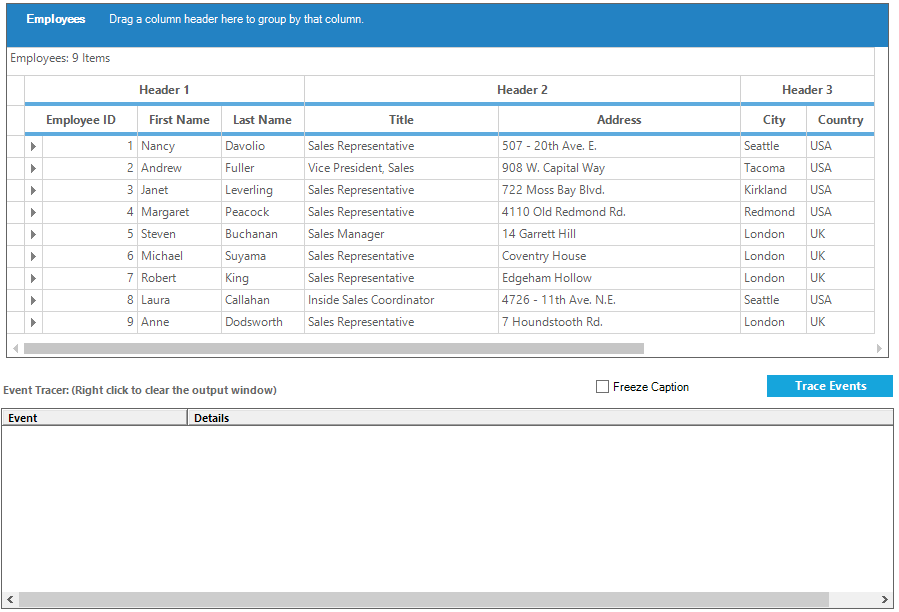 Employees Drag a column header here to group by that column.
Employees: 9 Items
Header 1 Header 2 Header 3
Employee ID First Name Last Name Title Address City Country
1 Nancy Davolio Sales Representative 507 - 20th Ave. E. Seattle USA
2 Andrew Fuller Vice President, Sales 908 W. Capital Way Tacoma USA
3 Janet Leverling Sales Representative 722 Moss Bay Blvd. Kirkland USA
4 Margaret Peacock Sales Representative 4110 Old Redmond Rd. Redmond USA
5 Steven Buchanan Sales Manager 14 Garrett Hill London UK
6 Michael Suyama Sales Representative Coventry House London UK
7 Robert King Sales Representative Edgeham Hollow London UK
8 Laura Callahan Inside Sales Coordinator 4726 - 11th Ave. N.E. Seattle USA
9 Anne Dodsworth Sales Representative 7 Houndstooth Rd. London UK
Event Tracer: (Right click to clear the output window) Freeze Caption Trace Events
Event Details